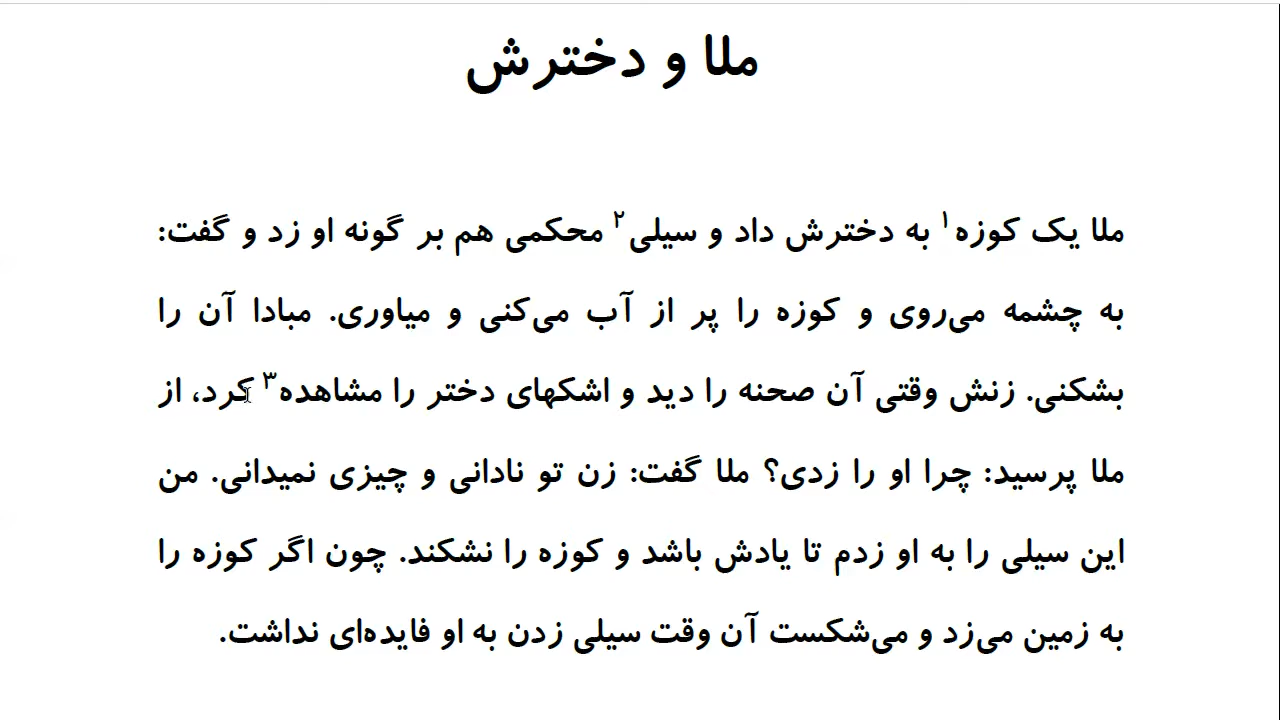 ملا و دخترش
ملا یک کوزه۱ به دخترش داد و سیلی۲ محکمی هم بر گونه او زد و گفت:
به چشمه می‌روی و کوزه را پر از آب می‌کنی و میاوری. مبادا آن را
بشکنی. زنش وقتی آن صحنه را دید و اشکهای دختر را مشاهده۳ کرد، از
ملا پرسید: چرا او را زدی؟ ملا گفت: زن تو نادانی و چیزی نمیدانی. من
این سیلی را به او زدم تا یادش باشد و کوزه را نشکند. چون اگر کوزه را
به زمین می‌زد و می‌شکست آن وقت سیلی زدن به او فایده‌ای نداشت.